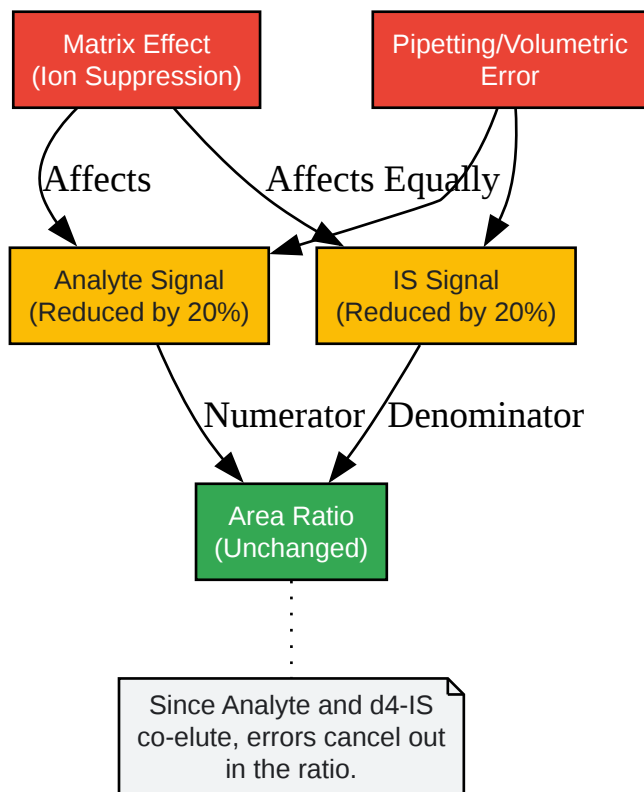 Matrix Effect
(Ion Suppression)
Pipetting/Volumetric
Error
Affects
Affects Equally
Analyte Signal
(Reduced by 20%)
IS Signal
(Reduced by 20%)
Numerator
Denominator
Area Ratio
(Unchanged)
Since Analyte and d4-IS
co-elute, errors cancel out
in the ratio.